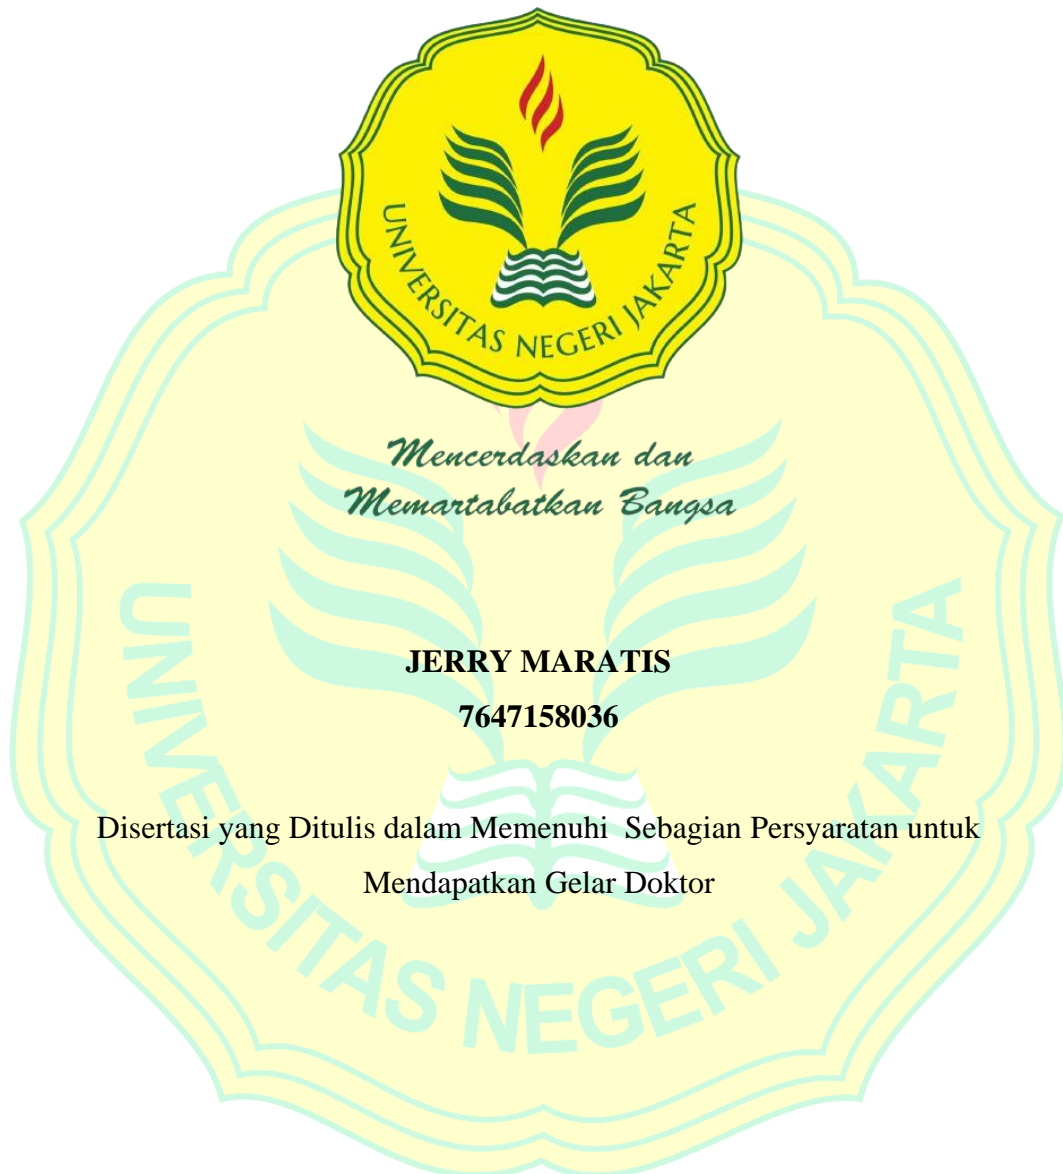 UNIVERSITAS NEGERI JAKARTA
Mencerdaskan dan
Memartabatkan Bangsa
JERRY MARATIS
7647158036
Disertasi yang Ditulis dalam Memenuhi  Sebagian Persyaratan untuk
Mendapatkan Gelar Doktor
UNIVERSITAS NEGERI JAKARTA